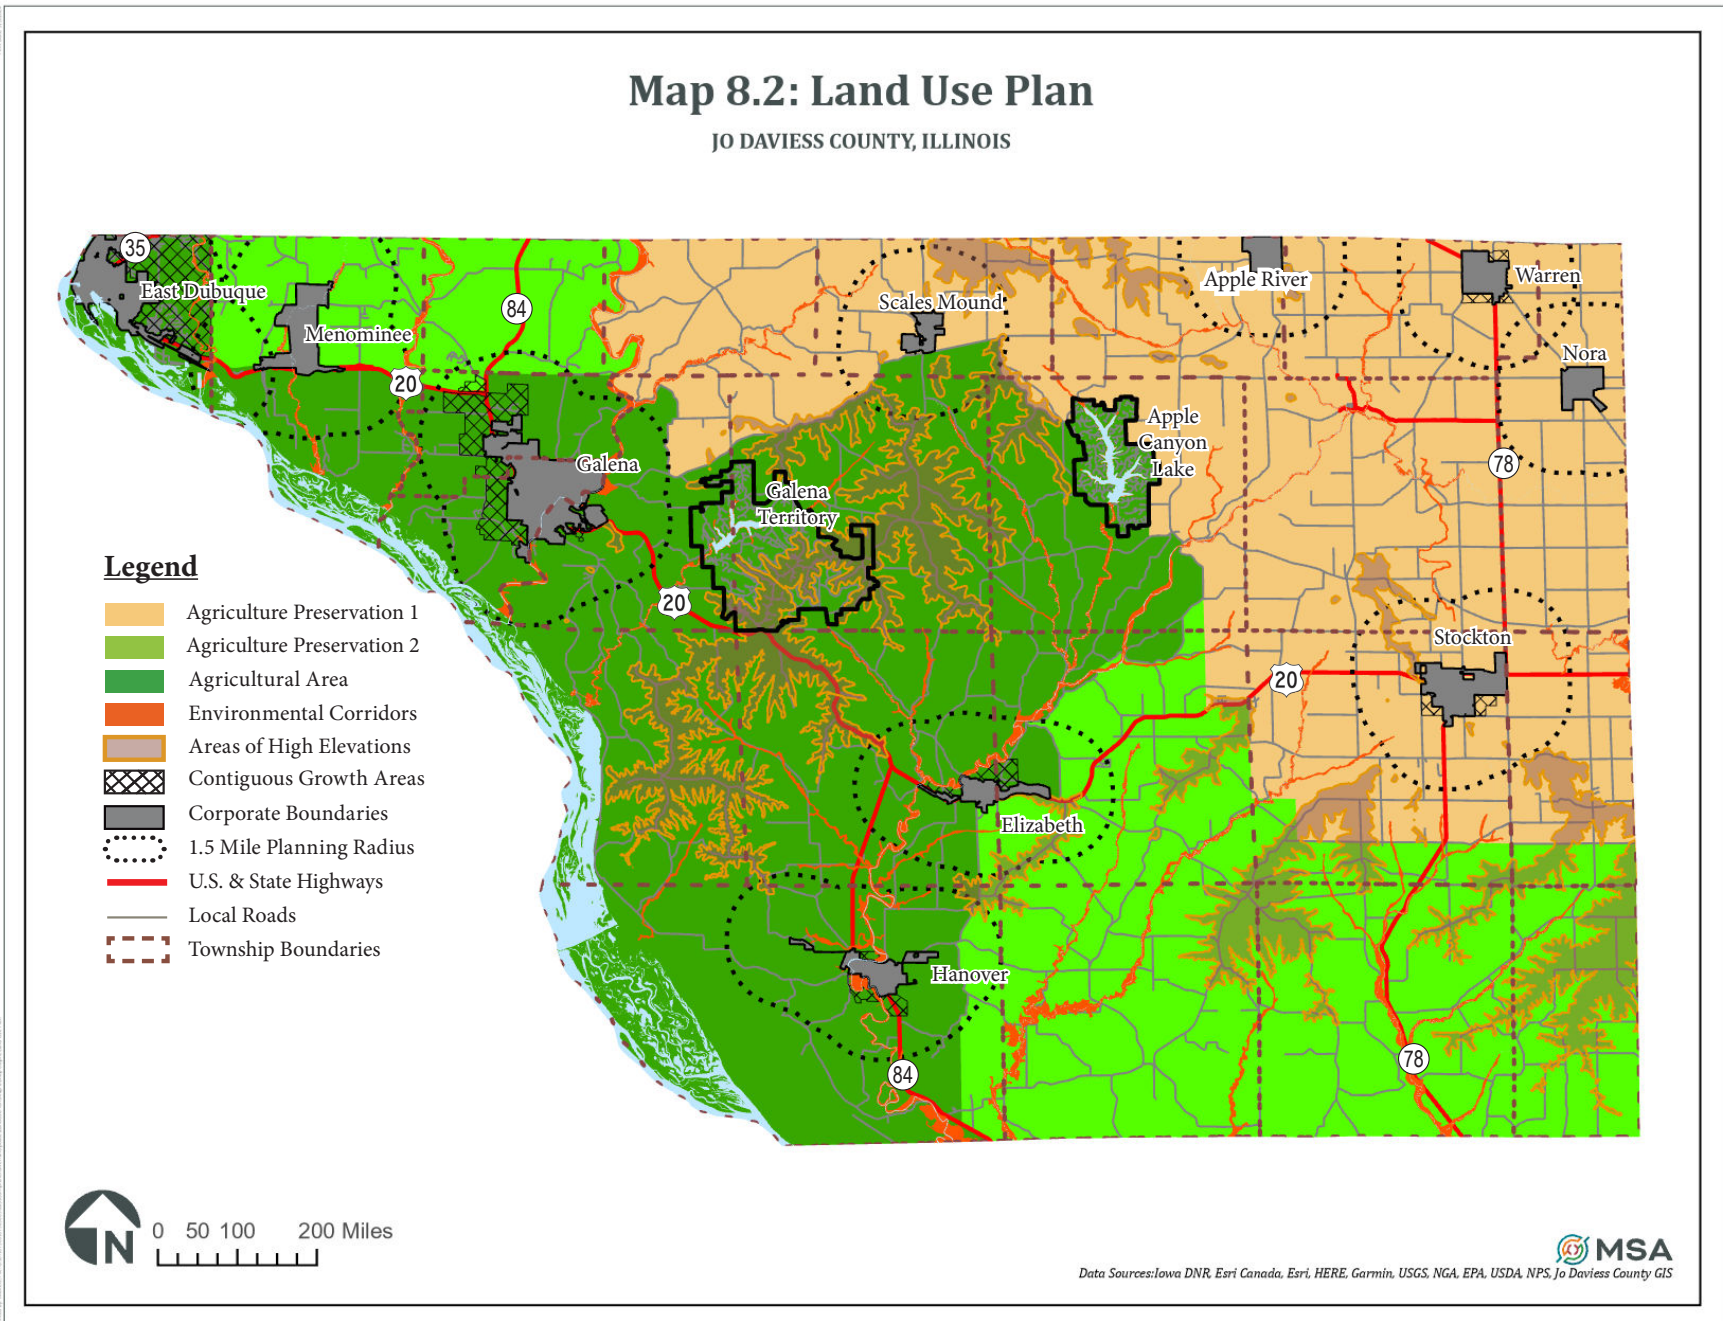 Map 8.2: Land Use Plan
JO DAVIESS COUNTY, ILLINOIS
35
East Dubuque
Menominee
84
20
Scales Mound
Apple River
Warren
Nora
Galena
Galena
Territory
Apple
Canyon
Lake
78
20
Stockton
20
Elizabeth
Hanover
84
78
Legend
Agriculture Preservation 1
Agriculture Preservation 2
Agricultural Area
Environmental Corridors
Areas of High Elevations
Contiguous Growth Areas
Corporate Boundaries
1.5 Mile Planning Radius
U.S. & State Highways
Local Roads
Township Boundaries
N
0 50 100 200 Miles
MSA
Data Sources:Iowa DNR, Esri Canada, Esri, HERE, Garmin, USGS, NGA, EPA, USDA, NPS, Jo Daviess County GIS